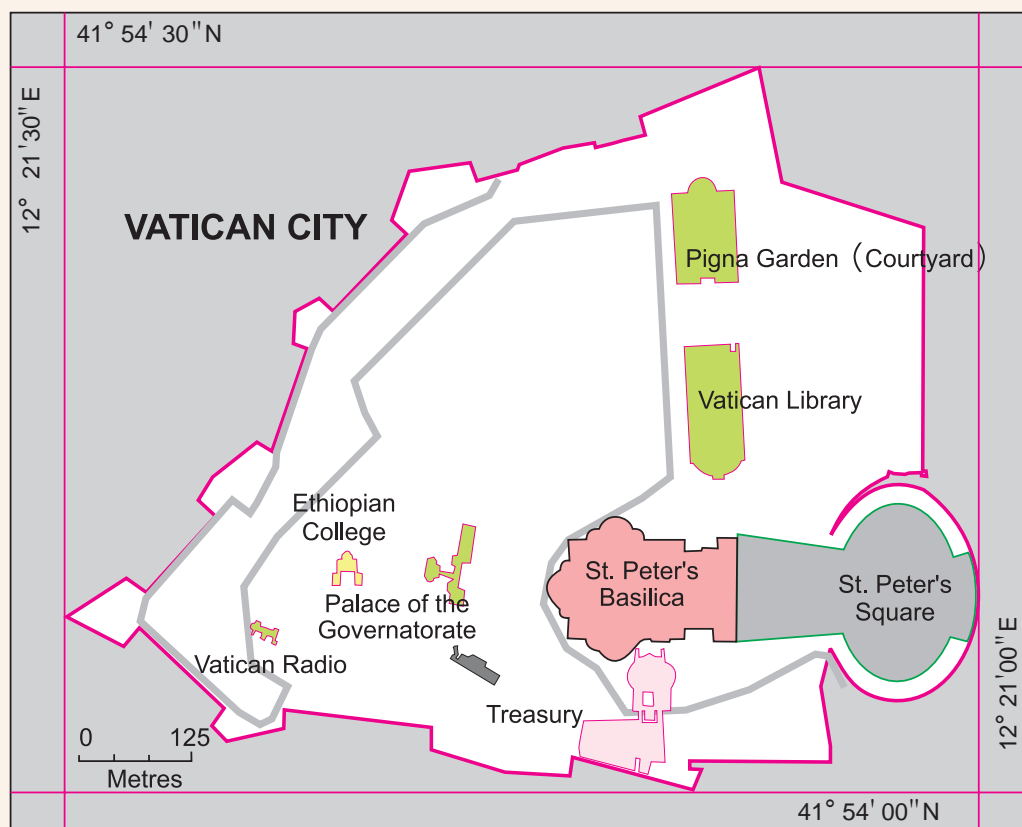 41° 54' 30" N
12° 21' 30" E
VATICAN CITY
Pigna Garden (Courtyard)
Vatican Library
Ethiopian
College
St. Peter's
Basilica
St. Peter's
Square
Palace of the
Governatorate
Vatican Radio
Treasury
0 125
Metres
12° 21' 00" E
41° 54' 00" N